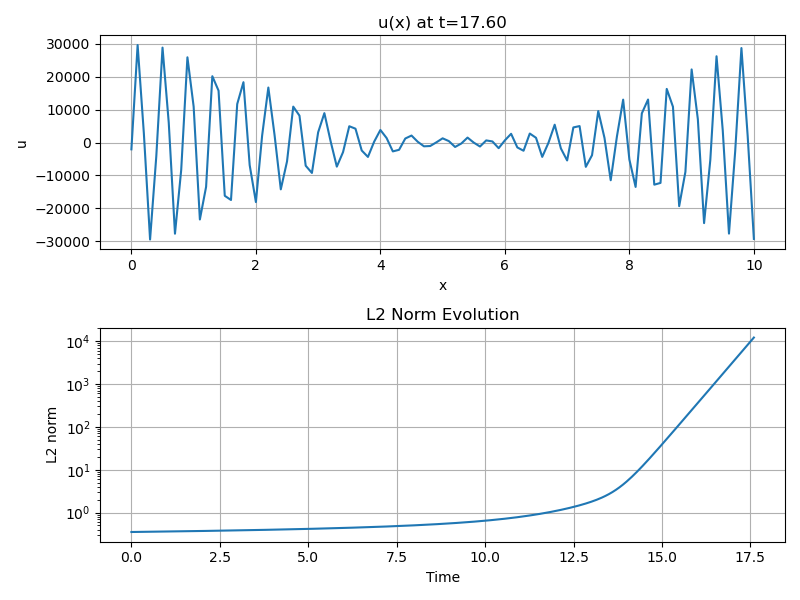 u(x) at t=17.60
30000
20000
10000
0
−10000
−20000
−30000
u
0 2 4 6 8 10
x
L2 Norm Evolution
10⁴
10³
10²
10¹
10⁰
L2 norm
0.0 2.5 5.0 7.5 10.0 12.5 15.0 17.5
Time